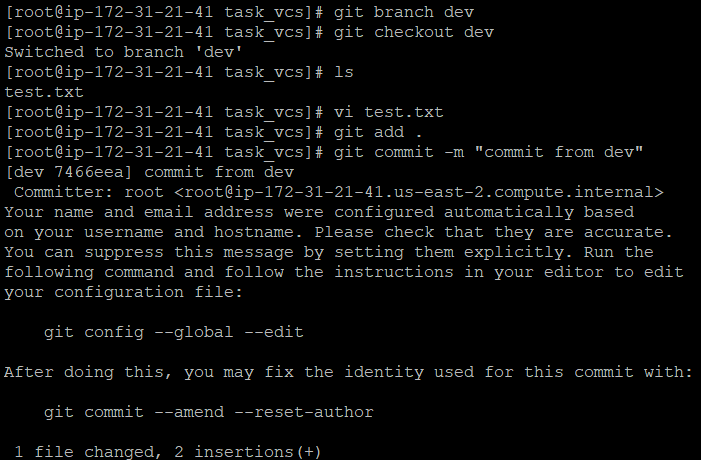 [root@ip-172-31-21-41 task_vcs]# git branch dev
[root@ip-172-31-21-41 task_vcs]# git checkout dev
Switched to branch 'dev'
[root@ip-172-31-21-41 task_vcs]# ls
test.txt
[root@ip-172-31-21-41 task_vcs]# vi test.txt
[root@ip-172-31-21-41 task_vcs]# git add .
[root@ip-172-31-21-41 task_vcs]# git commit -m "commit from dev"
[dev 7466eea] commit from dev
 Committer: root <root@ip-172-31-21-41.us-east-2.compute.internal>
Your name and email address were configured automatically based
on your username and hostname. Please check that they are accurate.
You can suppress this message by setting them explicitly. Run the
following command and follow the instructions in your editor to edit
your configuration file:

    git config --global --edit

After doing this, you may fix the identity used for this commit with:

    git commit --amend --reset-author

 1 file changed, 2 insertions(+)